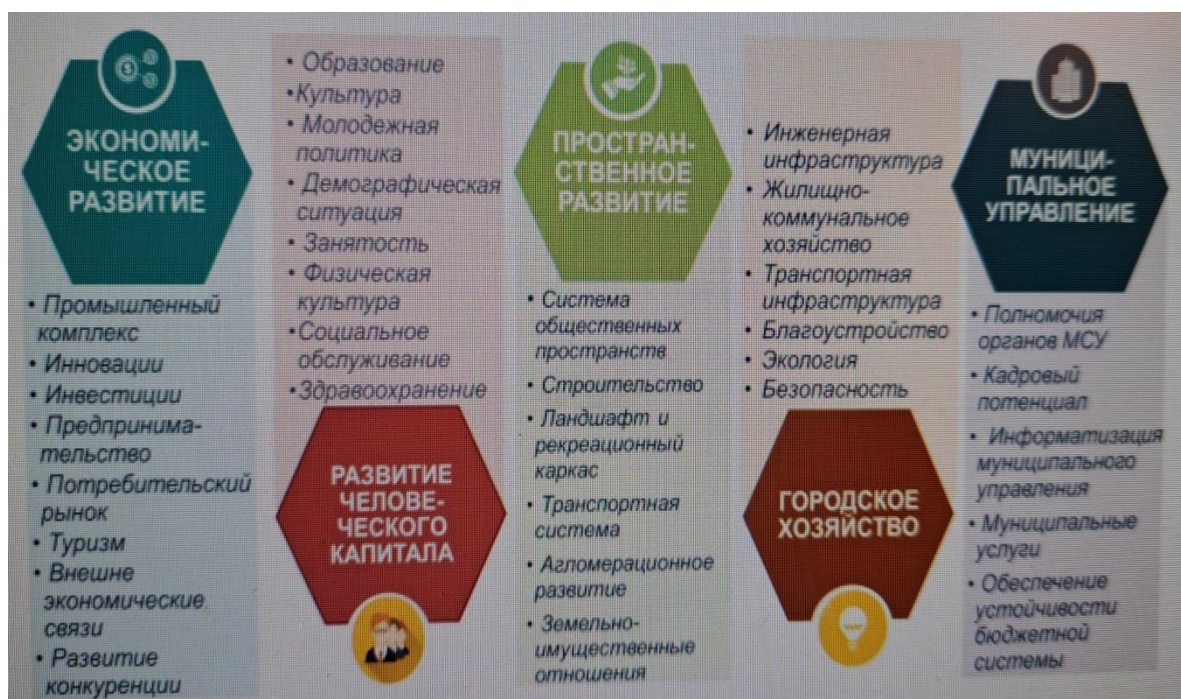 ЭКОНОМИ-
ЧЕСКОЕ
РАЗВИТИЕ
• Промышленный
комплекс
• Инновации
• Инвестиции
• Предпринима-
тельство
• Потребительский
рынок
• Туризм
• Внешне
экономические
связи
• Развитие
конкуренции
• Образование
•Культура
• Молодежная
политика
• Демографическая
ситуация
• Занятость
• Физическая
культура
•Социальное
обслуживание
•Здравоохранение
РАЗВИТИЕ
ЧЕЛОВЕ-
ЧЕСКОГО
КАПИТАЛА
ПРОСТРАН-
СТВЕННОЕ
РАЗВИТИЕ
• Система
общественных
пространств
• Строительство
• Ландшафт и
рекреационный
каркас
• Транспортная
система
• Агломерационное
развитие
• Земельно-
имущественные
отношения
• Инженерная
инфраструктура
• Жилищно-
коммунальное
хозяйство
• Транспортная
инфраструктура
• Благоустройство
• Экология
• Безопасность
ГОРОДСКОЕ
ХОЗЯЙСТВО
МУНИЦИ-
ПАЛЬНОЕ
УПРАВЛЕНИЕ
• Полномочия
органов МСУ
• Кадровый
потенциал
• Информатизация
муниципального
управления
• Муниципальные
услуги
• Обеспечение
устойчивости
бюджетной
системы